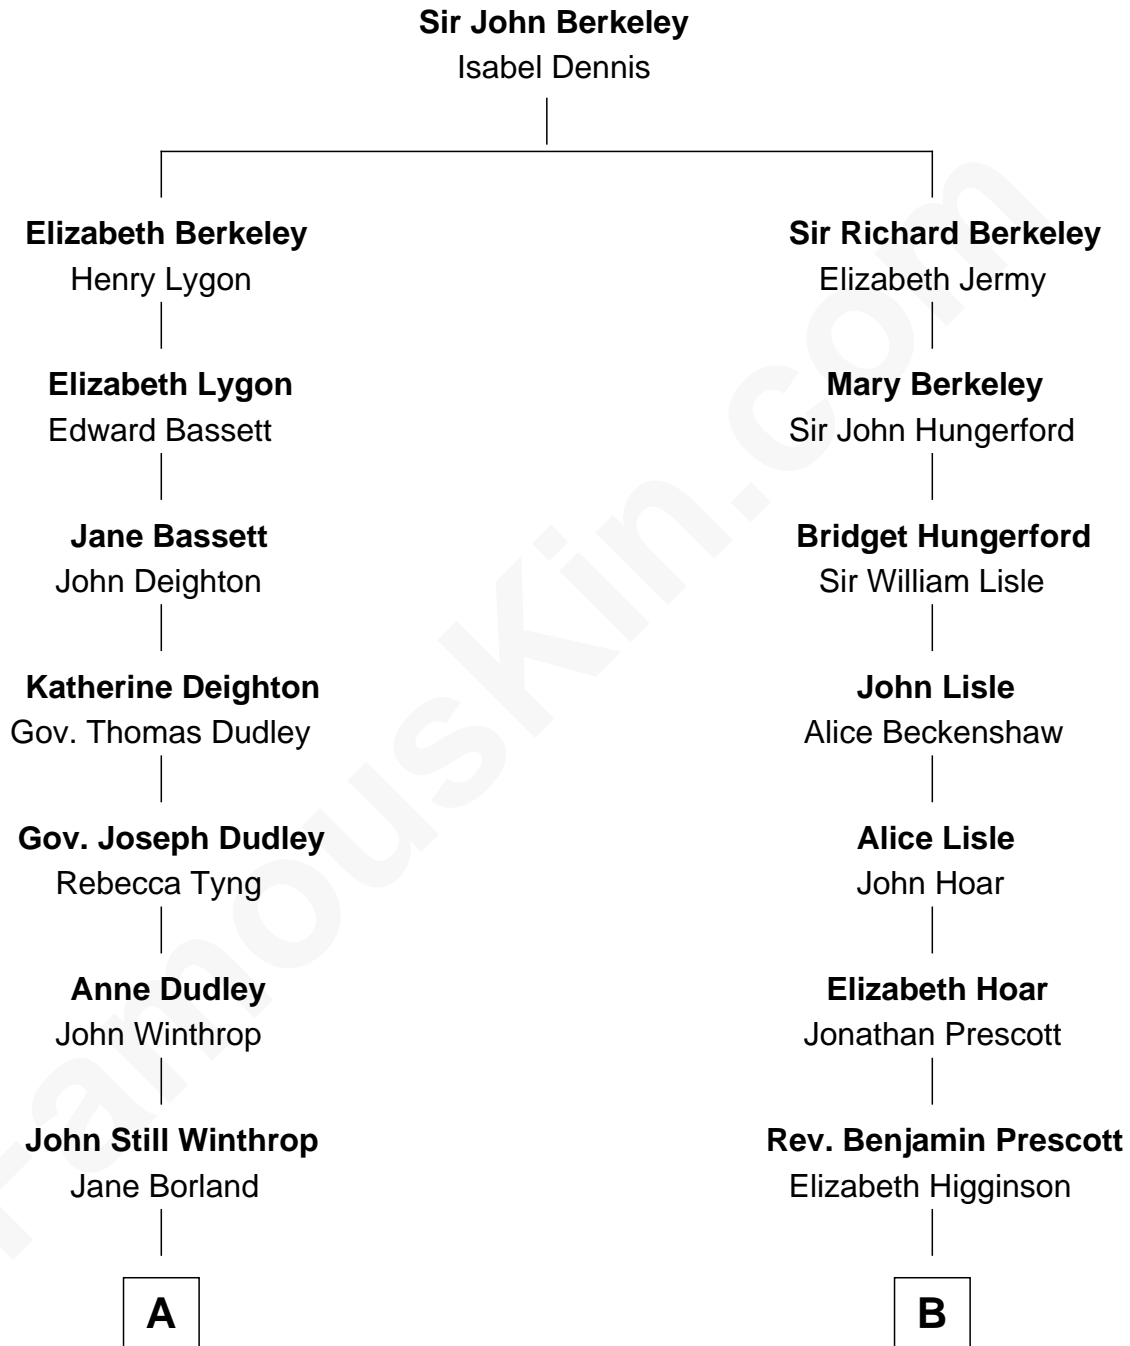 Sir John Berkeley
Isabel Dennis
Elizabeth Berkeley
Henry Lygon
Sir Richard Berkeley
Elizabeth Jermy
Elizabeth Lygon
Edward Bassett
Mary Berkeley
Sir John Hungerford
Jane Bassett
John Deighton
Bridget Hungerford
Sir William Lisle
Katherine Deighton
Gov. Thomas Dudley
John Lisle
Alice Beckenshaw
Gov. Joseph Dudley
Rebecca Tyng
Alice Lisle
John Hoar
Anne Dudley
John Winthrop
Elizabeth Hoar
Jonathan Prescott
John Still Winthrop
Jane Borland
Rev. Benjamin Prescott
Elizabeth Higginson
A
B
FamousKin.com